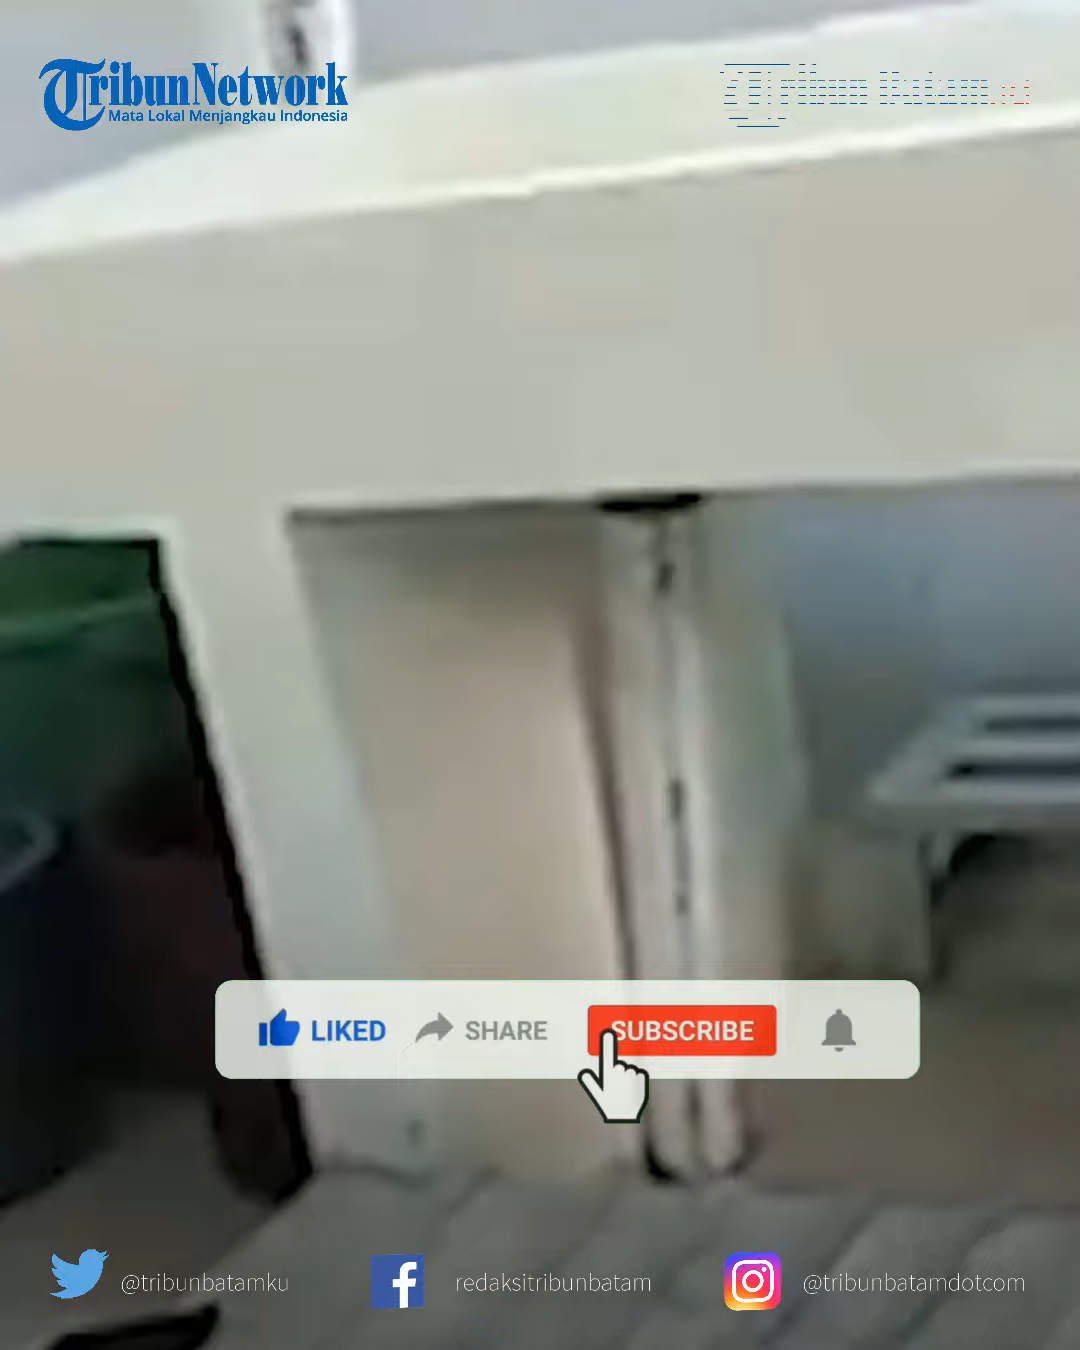 TribunNetwork
Mata Lokal Menjangkau Indonesia
LIKED SHARE SUBSCRIBE
@tribunbatamku redaksitribunbatam @tribunbatamdotcom